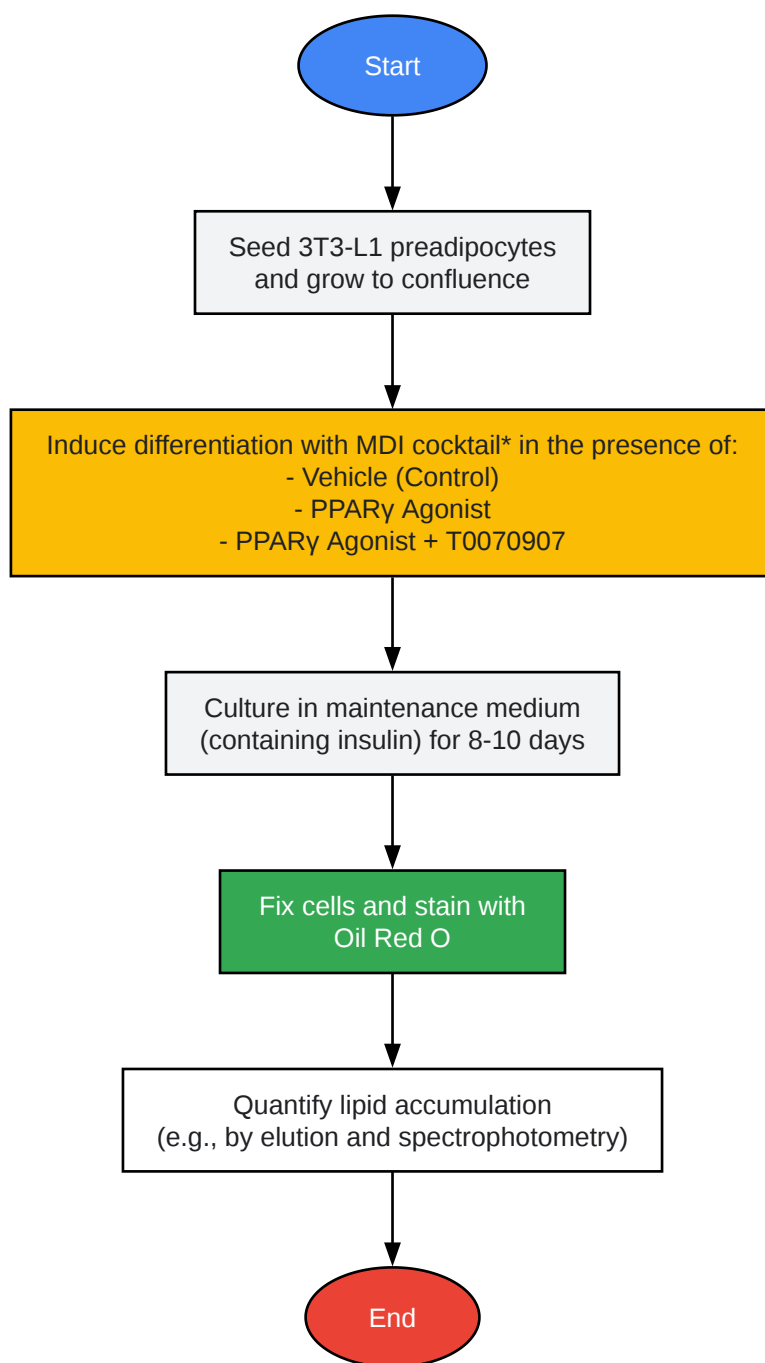 Start
Seed 3T3-L1 preadipocytes
and grow to confluence
Induce differentiation with MDI cocktail* in the presence of:
- Vehicle (Control)
- PPARγ Agonist
- PPARγ Agonist + T0070907
Culture in maintenance medium
(containing insulin) for 8-10 days
Fix cells and stain with
Oil Red O
Quantify lipid accumulation
(e.g., by elution and spectrophotometry)
End